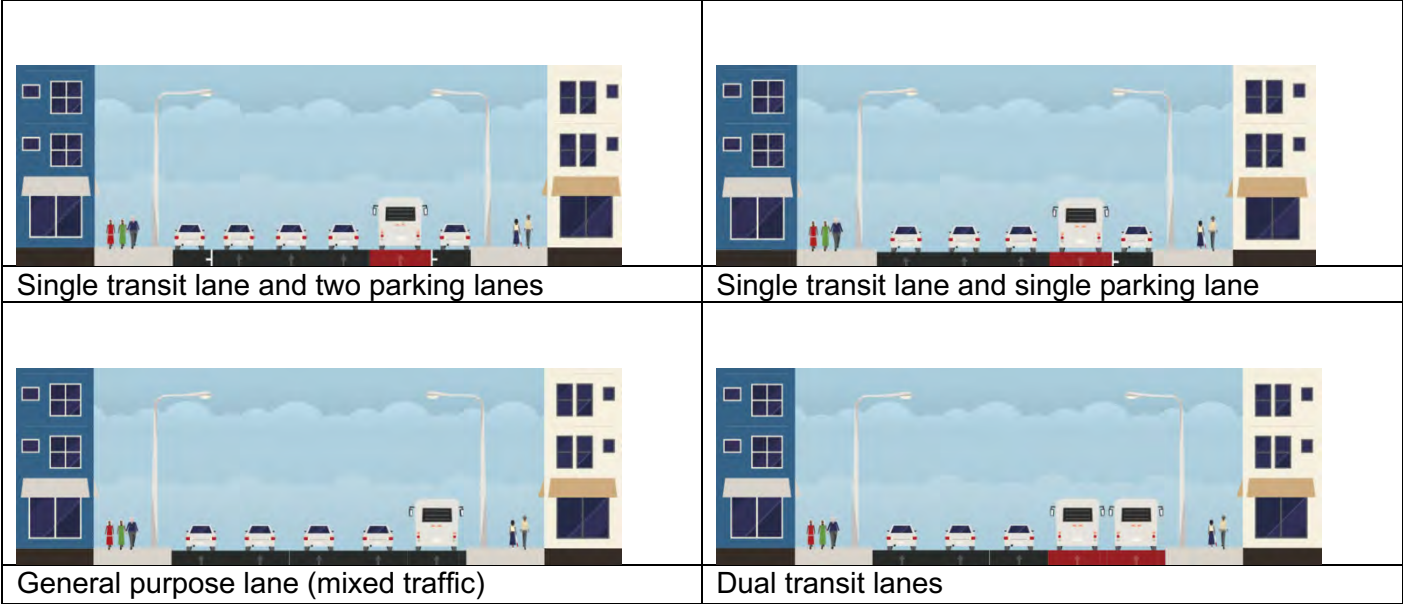 Single transit lane and two parking lanes
Single transit lane and single parking lane
General purpose lane (mixed traffic)
Dual transit lanes